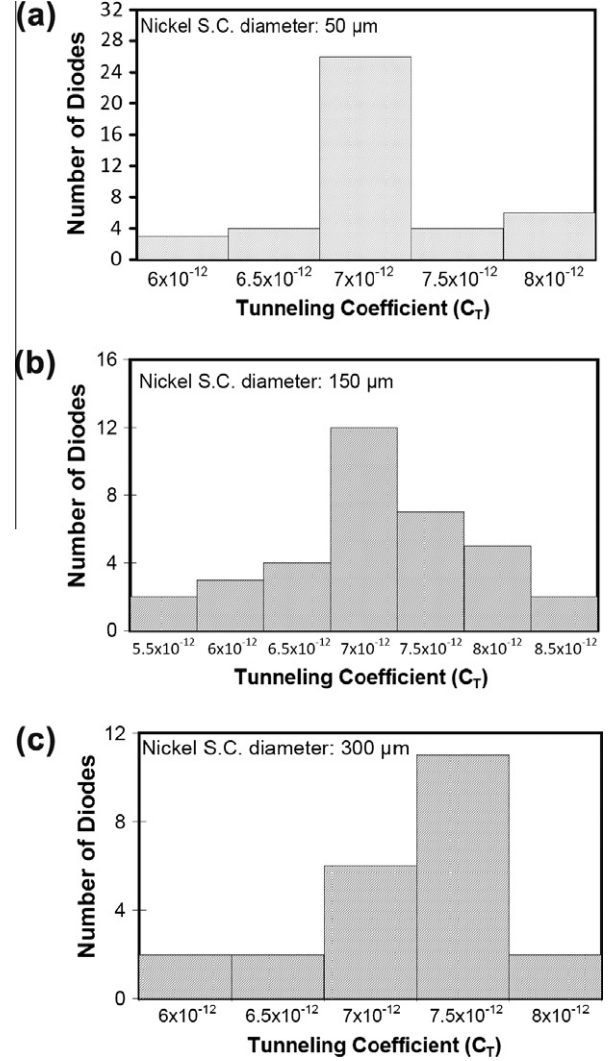 (a)
Nickel S.C. diameter: 50 µm
Number of Diodes
32
28
24
20
16
12
8
4
0
6x10⁻¹² 6.5x10⁻¹² 7x10⁻¹² 7.5x10⁻¹² 8x10⁻¹²
Tunneling Coefficient (C_T)
(b)
Nickel S.C. diameter: 150 µm
Number of Diodes
16
12
8
4
0
5.5x10⁻¹² 6x10⁻¹² 6.5x10⁻¹² 7x10⁻¹² 7.5x10⁻¹² 8x10⁻¹² 8.5x10⁻¹²
Tunneling Coefficient (C_T)
(c)
Nickel S.C. diameter: 300 µm
Number of Diodes
12
8
4
0
6x10⁻¹² 6.5x10⁻¹² 7x10⁻¹² 7.5x10⁻¹² 8x10⁻¹²
Tunneling Coefficient (C_T)